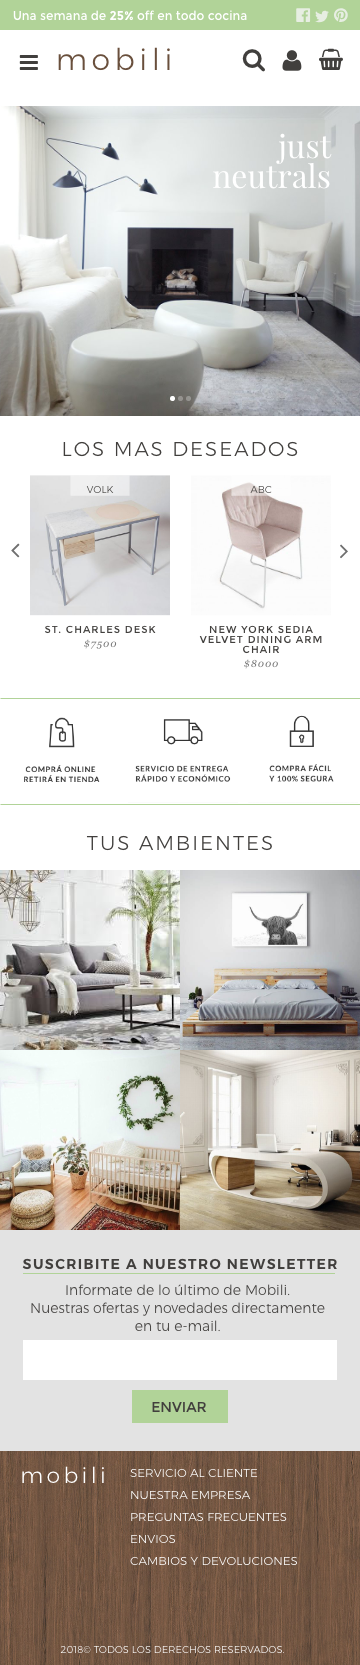 Una semana de 25% off en todo cocina
mobili
just
neutrals
LOS MAS DESEADOS
VOLK
ABC
ST. CHARLES DESK
$7500
NEW YORK SEDIA
VELVET DINING ARM
CHAIR
$8000
COMPRÁ ONLINE
RETIRÁ EN TIENDA
SERVICIO DE ENTREGA
RÁPIDO Y ECONÓMICO
COMPRA FÁCIL
Y 100% SEGURA
TUS AMBIENTES
SUSCRIBITE A NUESTRO NEWSLETTER
Informate de lo último de Mobili.
Nuestras ofertas y novedades directamente
en tu e-mail.
ENVIAR
mobili
SERVICIO AL CLIENTE
NUESTRA EMPRESA
PREGUNTAS FRECUENTES
ENVIOS
CAMBIOS Y DEVOLUCIONES
2018© TODOS LOS DERECHOS RESERVADOS.